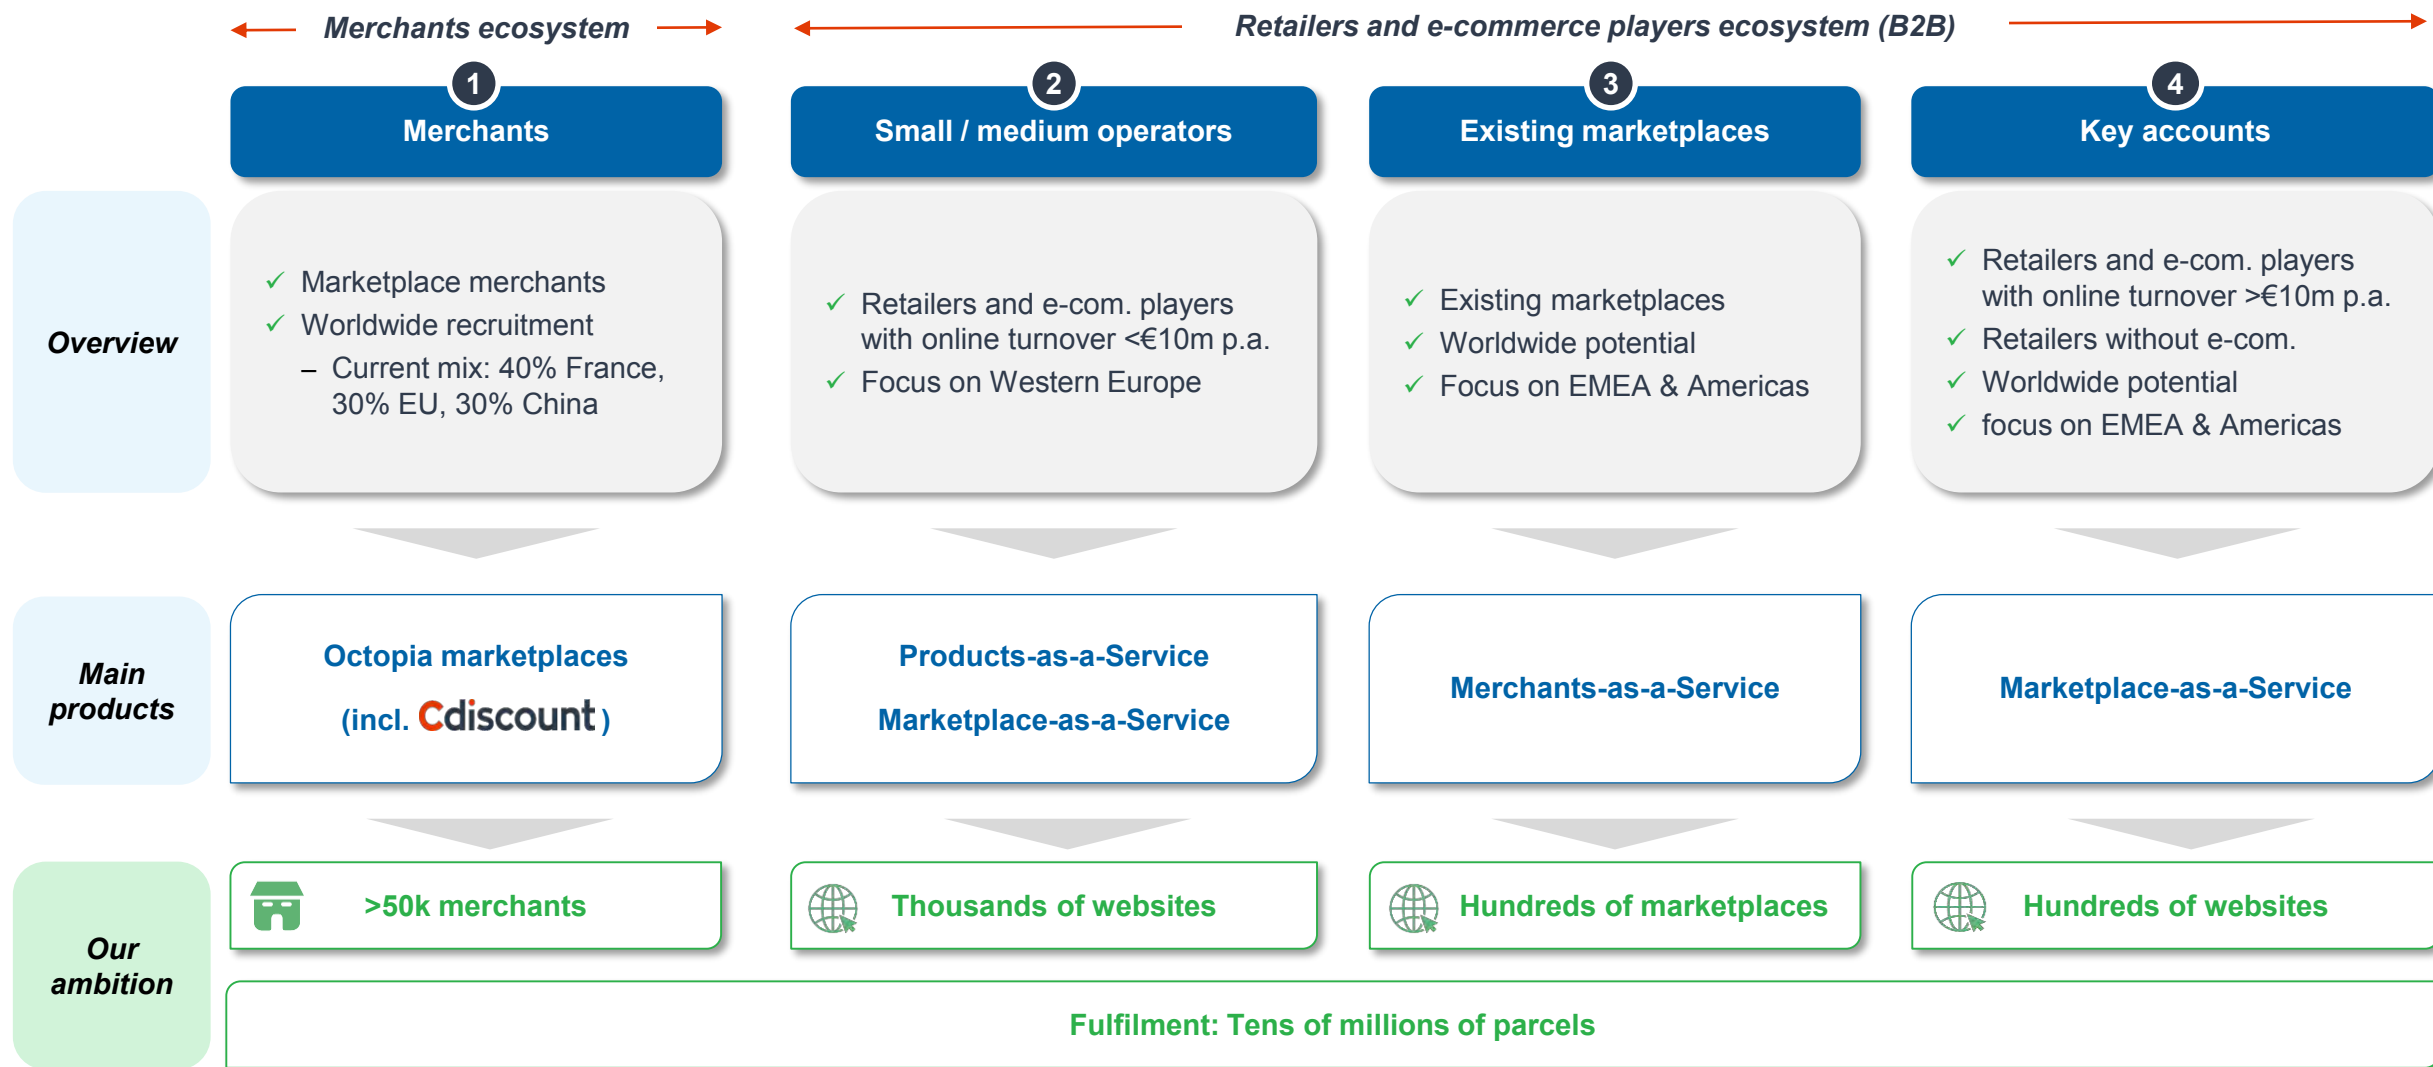 Merchants ecosystem
Retailers and e-commerce players ecosystem (B2B)
1
Merchants
2
Small / medium operators
3
Existing marketplaces
4
Key accounts
Overview
✓ Marketplace merchants
✓ Worldwide recruitment
– Current mix: 40% France,
30% EU, 30% China
✓ Retailers and e-com. players
with online turnover <€10m p.a.
✓ Focus on Western Europe
✓ Existing marketplaces
✓ Worldwide potential
✓ Focus on EMEA & Americas
✓ Retailers and e-com. players
with online turnover >€10m p.a.
✓ Retailers without e-com.
✓ Worldwide potential
✓ focus on EMEA & Americas
Main
products
Octopia marketplaces
(incl. Cdiscount)
Products-as-a-Service
Marketplace-as-a-Service
Merchants-as-a-Service
Marketplace-as-a-Service
Our
ambition
>50k merchants
Thousands of websites
Hundreds of marketplaces
Hundreds of websites
Fulfilment: Tens of millions of parcels